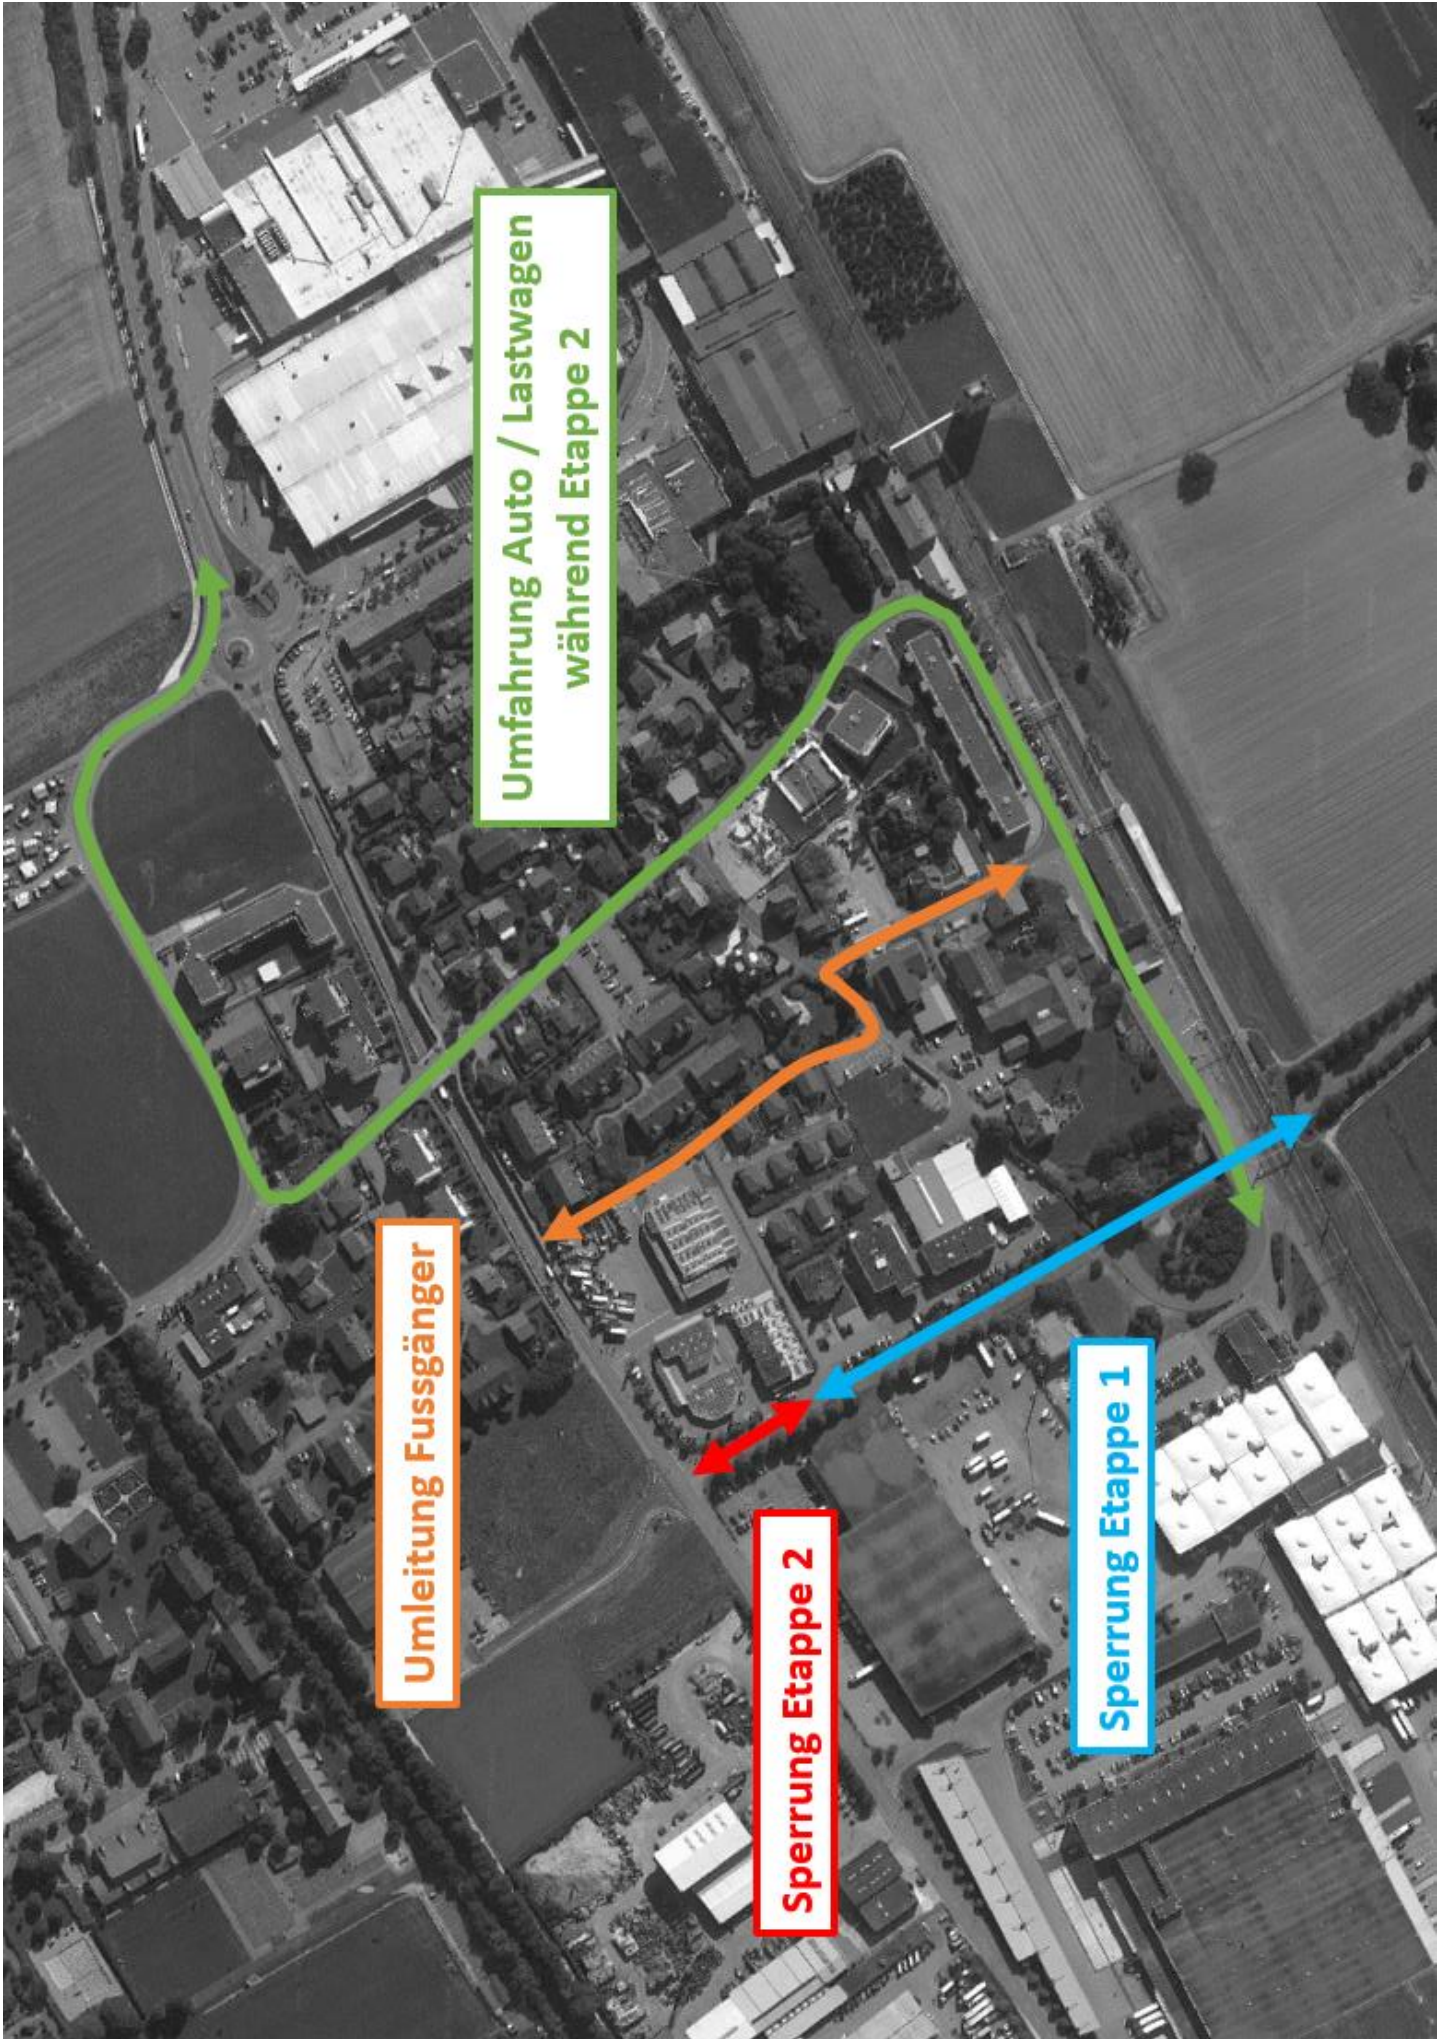 Umfahrung Auto / Lastwagen
während Etappe 2
Umleitung Fussgänger
Sperrung Etappe 2
Sperrung Etappe 1